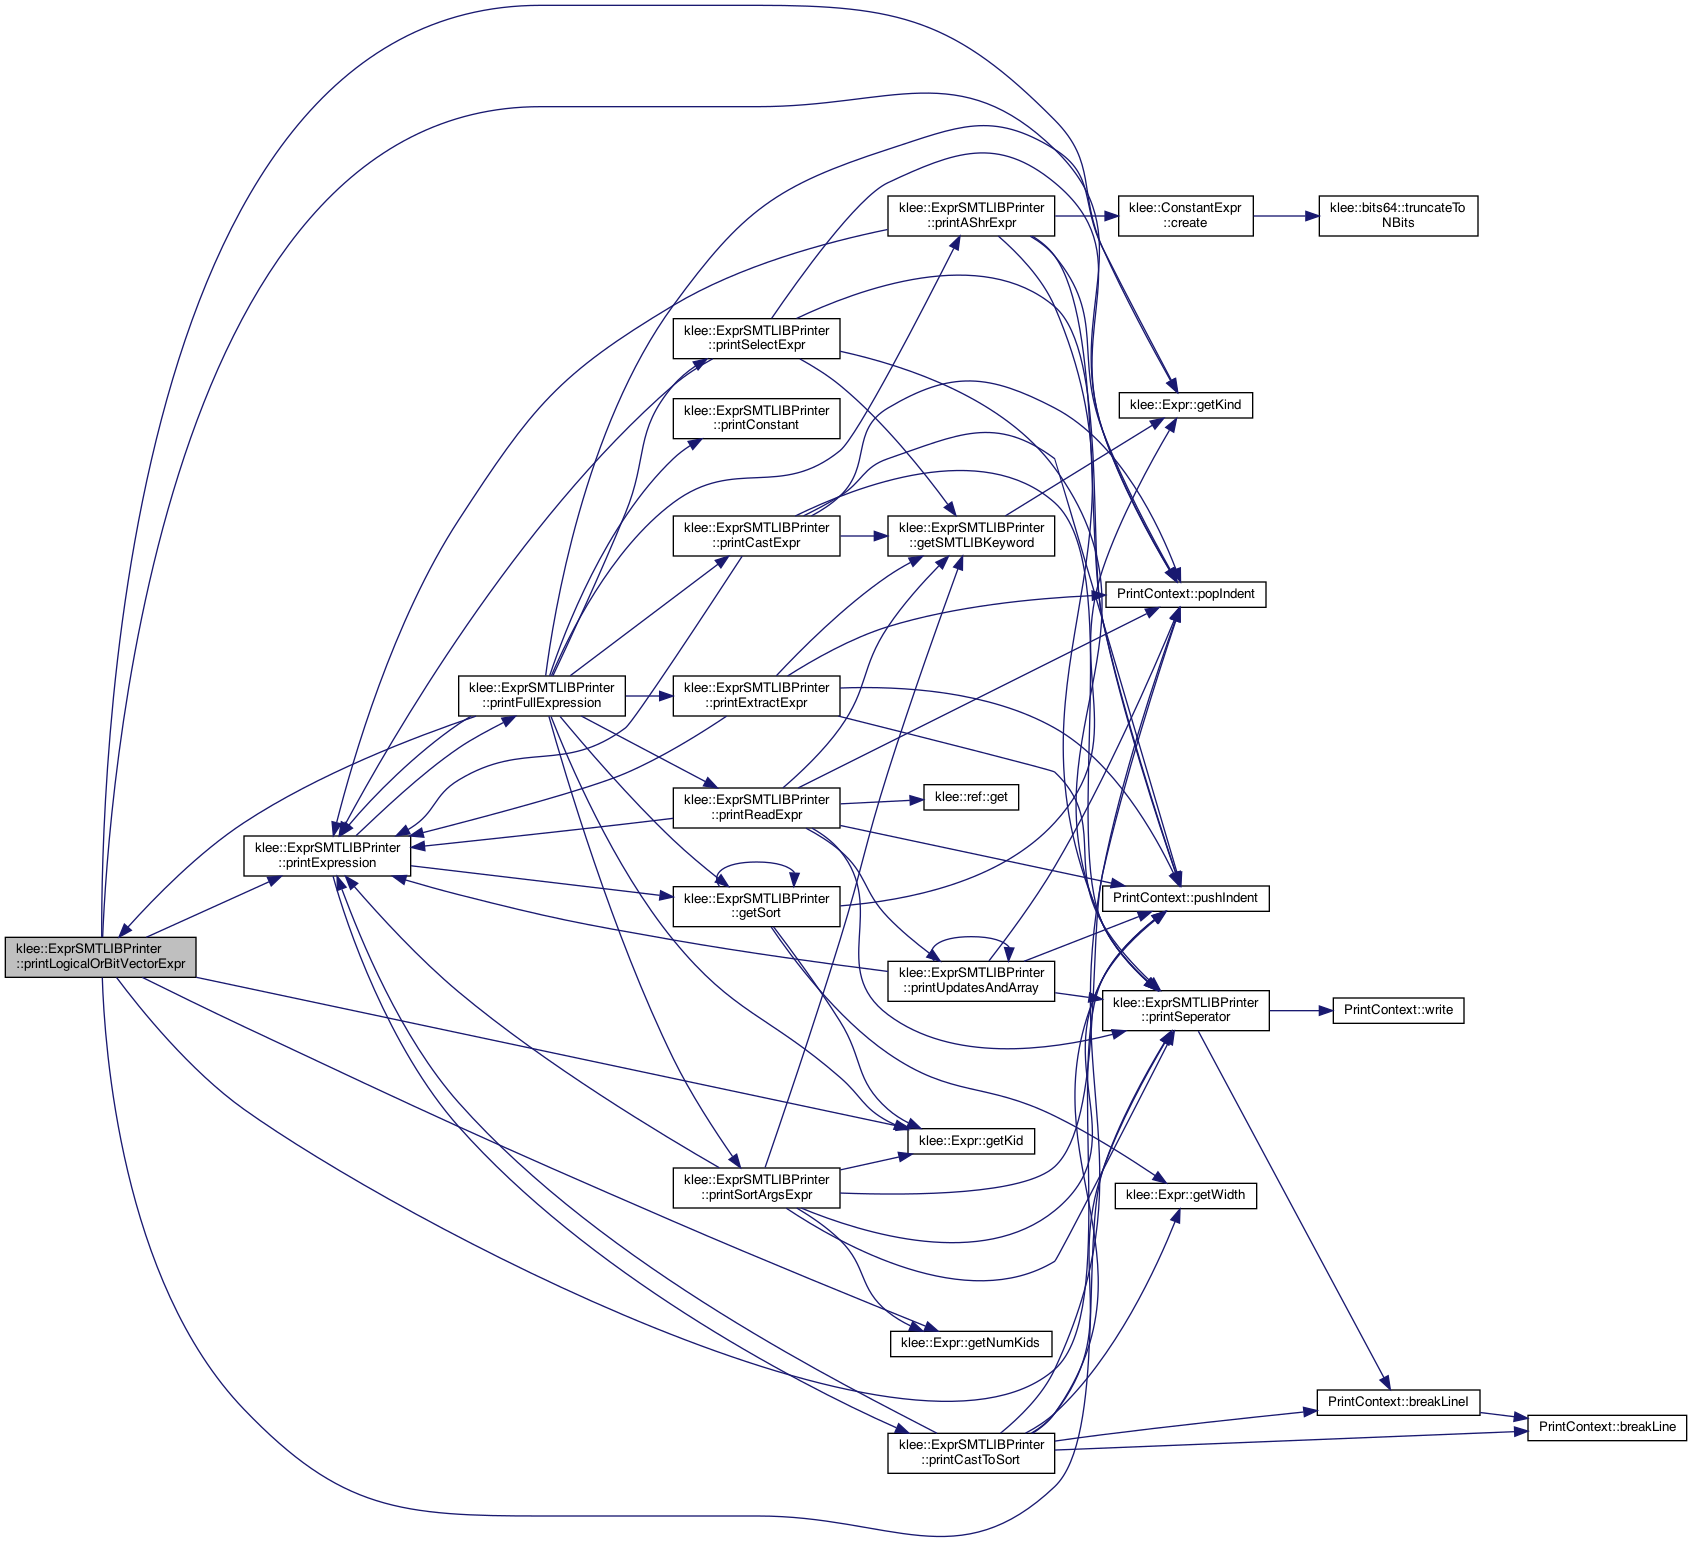 klee::ExprSMTLIBPrinter
::printLogicalOrBitVectorExpr
klee::ExprSMTLIBPrinter
::printExpression
klee::ExprSMTLIBPrinter
::printFullExpression
klee::ExprSMTLIBPrinter
::printSelectExpr
klee::ExprSMTLIBPrinter
::printConstant
klee::ExprSMTLIBPrinter
::printCastExpr
klee::ExprSMTLIBPrinter
::printExtractExpr
klee::ExprSMTLIBPrinter
::printReadExpr
klee::ExprSMTLIBPrinter
::getSort
klee::ExprSMTLIBPrinter
::printSortArgsExpr
klee::ExprSMTLIBPrinter
::printAShrExpr
klee::ExprSMTLIBPrinter
::getSMTLIBKeyword
klee::ref::get
klee::ExprSMTLIBPrinter
::printUpdatesAndArray
klee::Expr::getKid
klee::Expr::getNumKids
klee::ExprSMTLIBPrinter
::printCastToSort
klee::ConstantExpr
::create
klee::Expr::getKind
PrintContext::popIndent
PrintContext::pushIndent
klee::ExprSMTLIBPrinter
::printSeperator
klee::Expr::getWidth
klee::bits64::truncateTo
NBits
PrintContext::write
PrintContext::breakLineI
PrintContext::breakLine